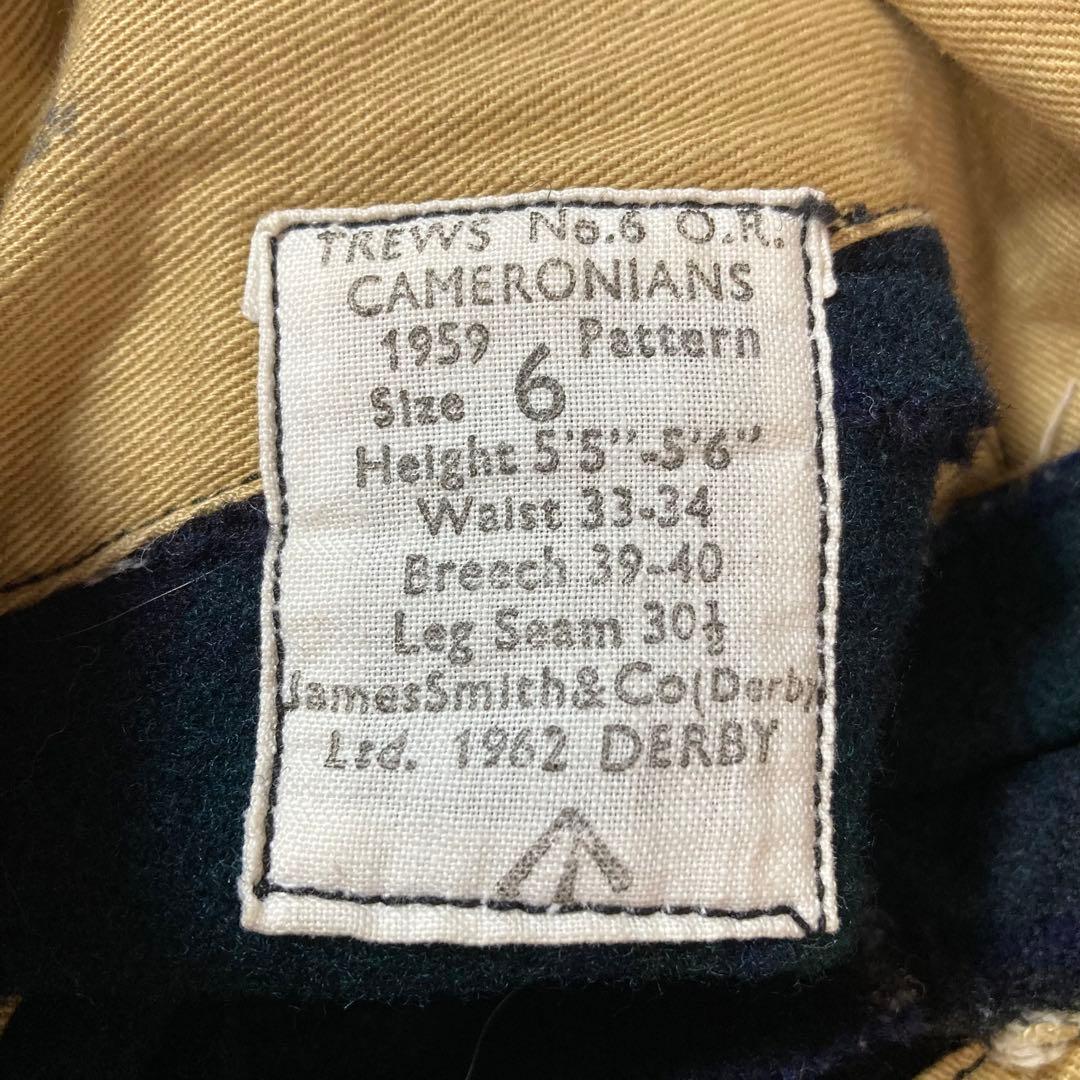 TREWS No.6 O.R.
CAMERONIANS
1959 Pattern
Size 6
Height 5'5"-5'6"
Waist 33-34
Breech 39-40
Leg Seam 30½
JamesSmith&Co(Derby)
Ltd. 1962 DERBY